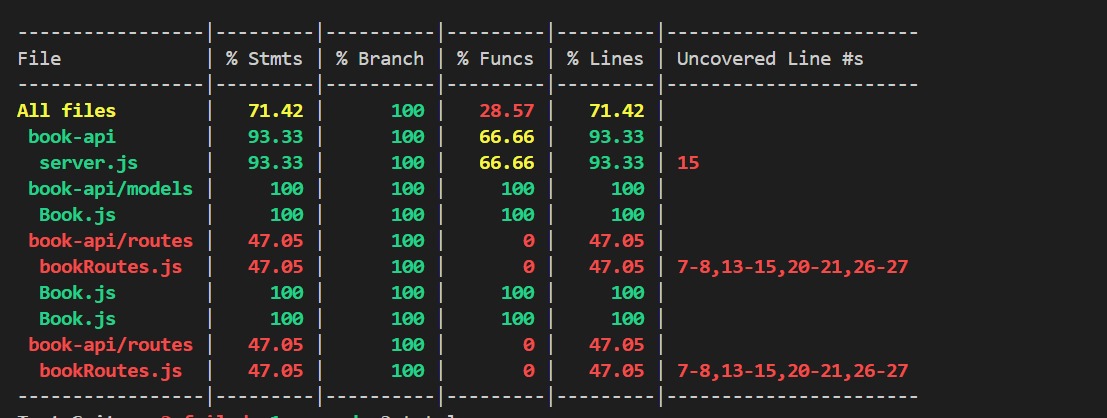 -----------------|---------|----------|---------|---------|-----------------------
File             | % Stmts | % Branch | % Funcs | % Lines | Uncovered Line #s
-----------------|---------|----------|---------|---------|-----------------------
All files        |   71.42 |      100 |   28.57 |   71.42 |
 book-api        |   93.33 |      100 |   66.66 |   93.33 |
  server.js      |   93.33 |      100 |   66.66 |   93.33 | 15
 book-api/models |     100 |      100 |     100 |     100 |
  Book.js        |     100 |      100 |     100 |     100 |
 book-api/routes |   47.05 |      100 |       0 |   47.05 |
  bookRoutes.js  |   47.05 |      100 |       0 |   47.05 | 7-8,13-15,20-21,26-27
  Book.js        |     100 |      100 |     100 |     100 |
  Book.js        |     100 |      100 |     100 |     100 |
 book-api/routes |   47.05 |      100 |       0 |   47.05 |
  bookRoutes.js  |   47.05 |      100 |       0 |   47.05 | 7-8,13-15,20-21,26-27
-----------------|---------|----------|---------|---------|-----------------------